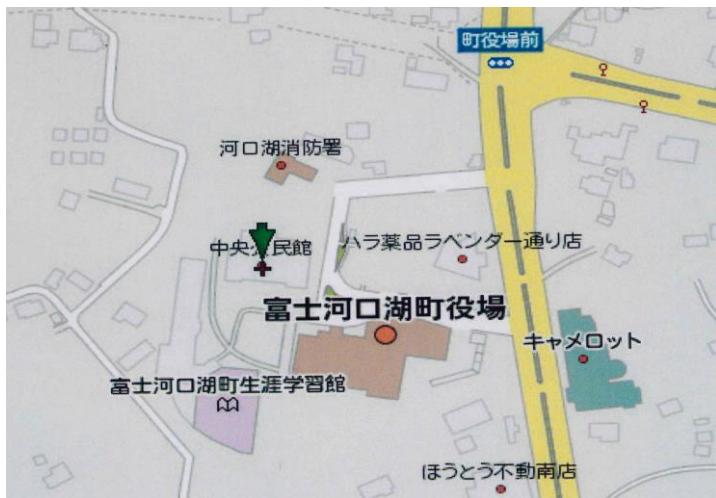 町役場前
河口湖消防署
中央公民館
ハラ薬品ラベンダー通り店
富士河口湖町役場
キャメロット
富士河口湖町生涯学習館
ほうとう不動南店